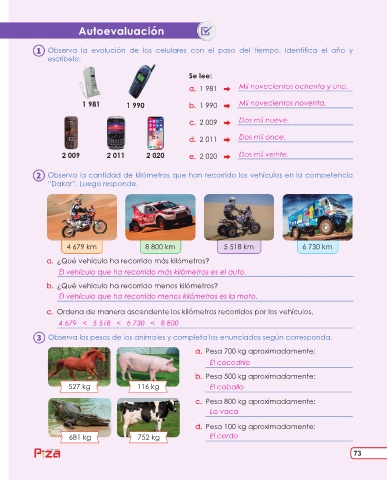 Autoevaluación
1 Observa la evolución de los celulares con el paso del tiempo. Identifica el año y
escríbelo.
Se lee:
a. 1 981 Mil novecientos ochenta y uno.
1 981 1 990
b. 1 990 Mil novecientos noventa.
c. 2 009 Dos mil nueve.
d. 2 011 Dos mil once.
2 009 2 011 2 020
e. 2 020 Dos mil veinte.
2 Observa la cantidad de kilómetros que han recorrido los vehículos en la competencia
"Dakar". Luego responde.
4 679 km 8 800 km 5 518 km 6 730 km
a. ¿Qué vehículo ha recorrido más kilómetros?
El vehículo que ha recorrido más kilómetros es el auto.
b. ¿Qué vehículo ha recorrido menos kilómetros?
El vehículo que ha recorrido menos kilómetros es la moto.
c. Ordena de manera ascendente los kilómetros recorridos por los vehículos.
4 679 < 5 518 < 6 730 < 8 800
3 Observa los pesos de los animales y completa los enunciados según corresponda.
a. Pesa 700 kg aproximadamente:
El cocodrilo
b. Pesa 500 kg aproximadamente:
527 kg 116 kg
El caballo
c. Pesa 800 kg aproximadamente:
La vaca
d. Pesa 100 kg aproximadamente:
681 kg 752 kg
El cerdo
P:zA
73